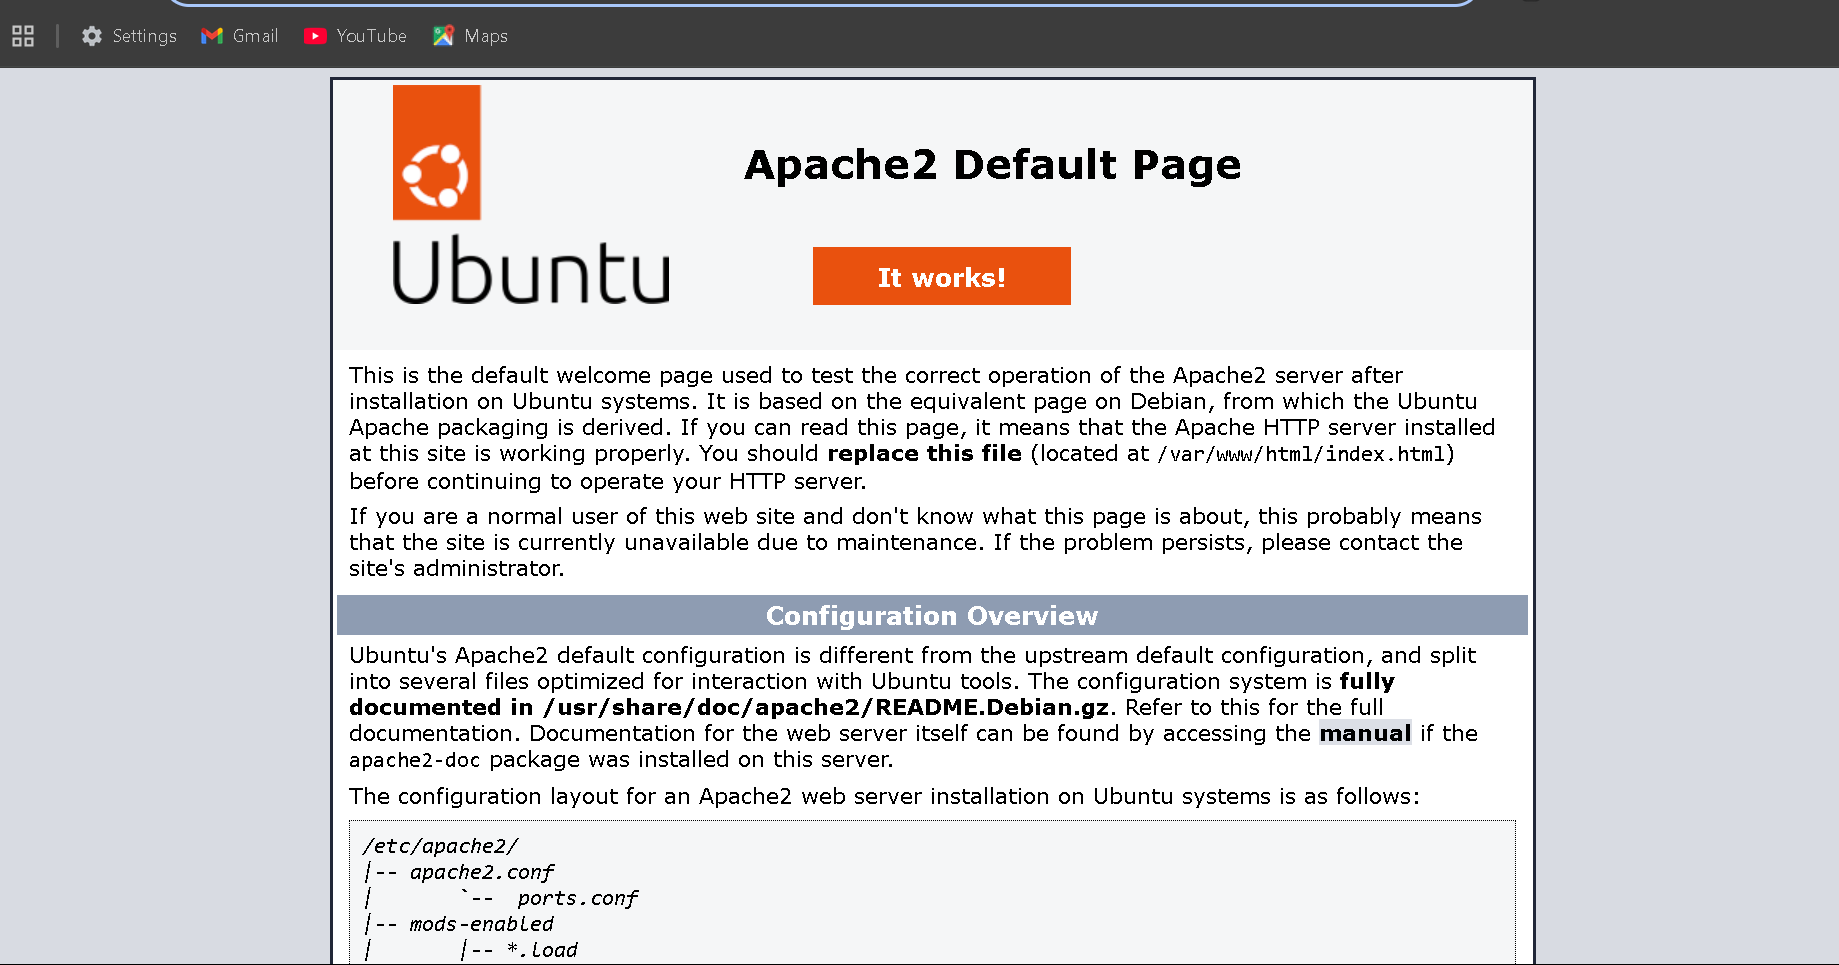 Settings Gmail YouTube Maps
Ubuntu
Apache2 Default Page
It works!
This is the default welcome page used to test the correct operation of the Apache2 server after
installation on Ubuntu systems. It is based on the equivalent page on Debian, from which the Ubuntu
Apache packaging is derived. If you can read this page, it means that the Apache HTTP server installed
at this site is working properly. You should replace this file (located at /var/www/html/index.html)
before continuing to operate your HTTP server.
If you are a normal user of this web site and don't know what this page is about, this probably means
that the site is currently unavailable due to maintenance. If the problem persists, please contact the
site's administrator.
Configuration Overview
Ubuntu's Apache2 default configuration is different from the upstream default configuration, and split
into several files optimized for interaction with Ubuntu tools. The configuration system is fully
documented in /usr/share/doc/apache2/README.Debian.gz. Refer to this for the full
documentation. Documentation for the web server itself can be found by accessing the manual if the
apache2-doc package was installed on this server.
The configuration layout for an Apache2 web server installation on Ubuntu systems is as follows:
/etc/apache2/
|-- apache2.conf
|       `--  ports.conf
|-- mods-enabled
|       |-- *.load